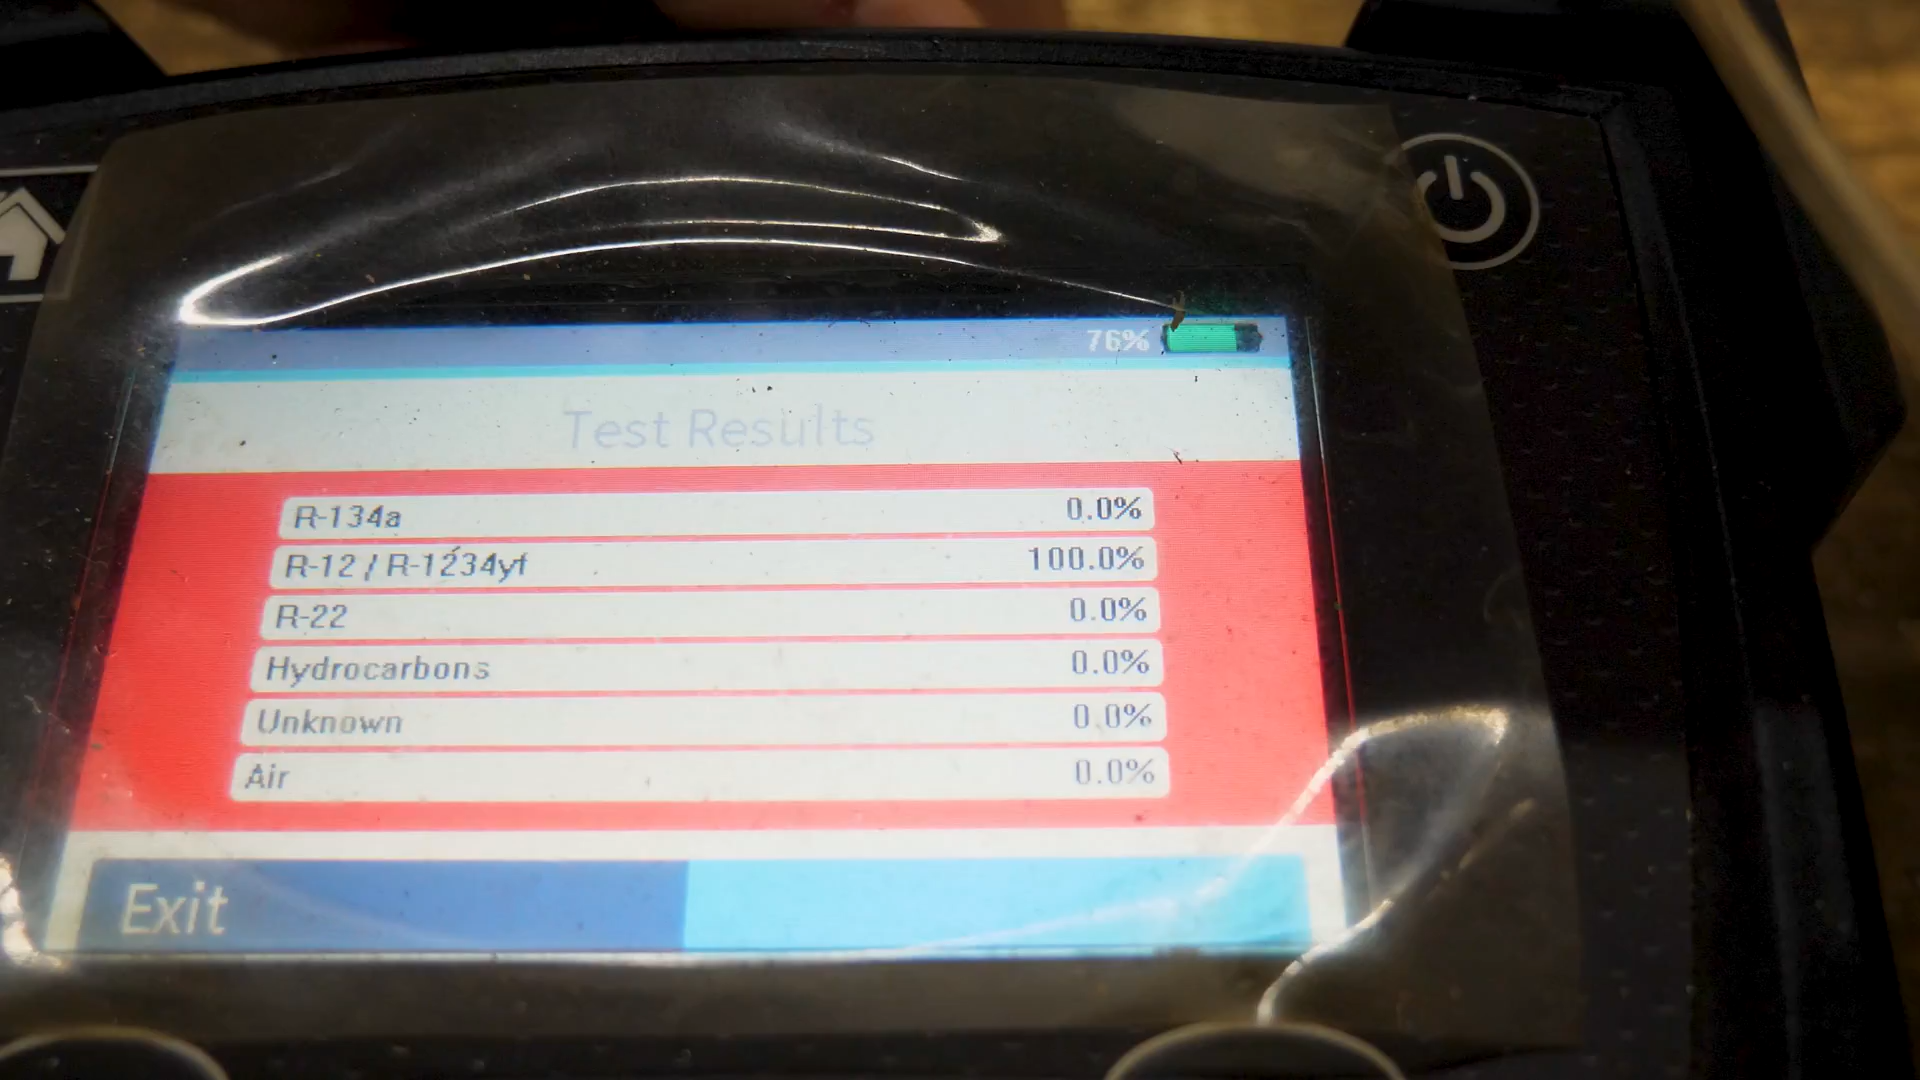 76%
Test Results
R-134a 0.0%
R-12 / R-1234yf 100.0%
R-22 0.0%
Hydrocarbons 0.0%
Unknown 0.0%
Air 0.0%
Exit